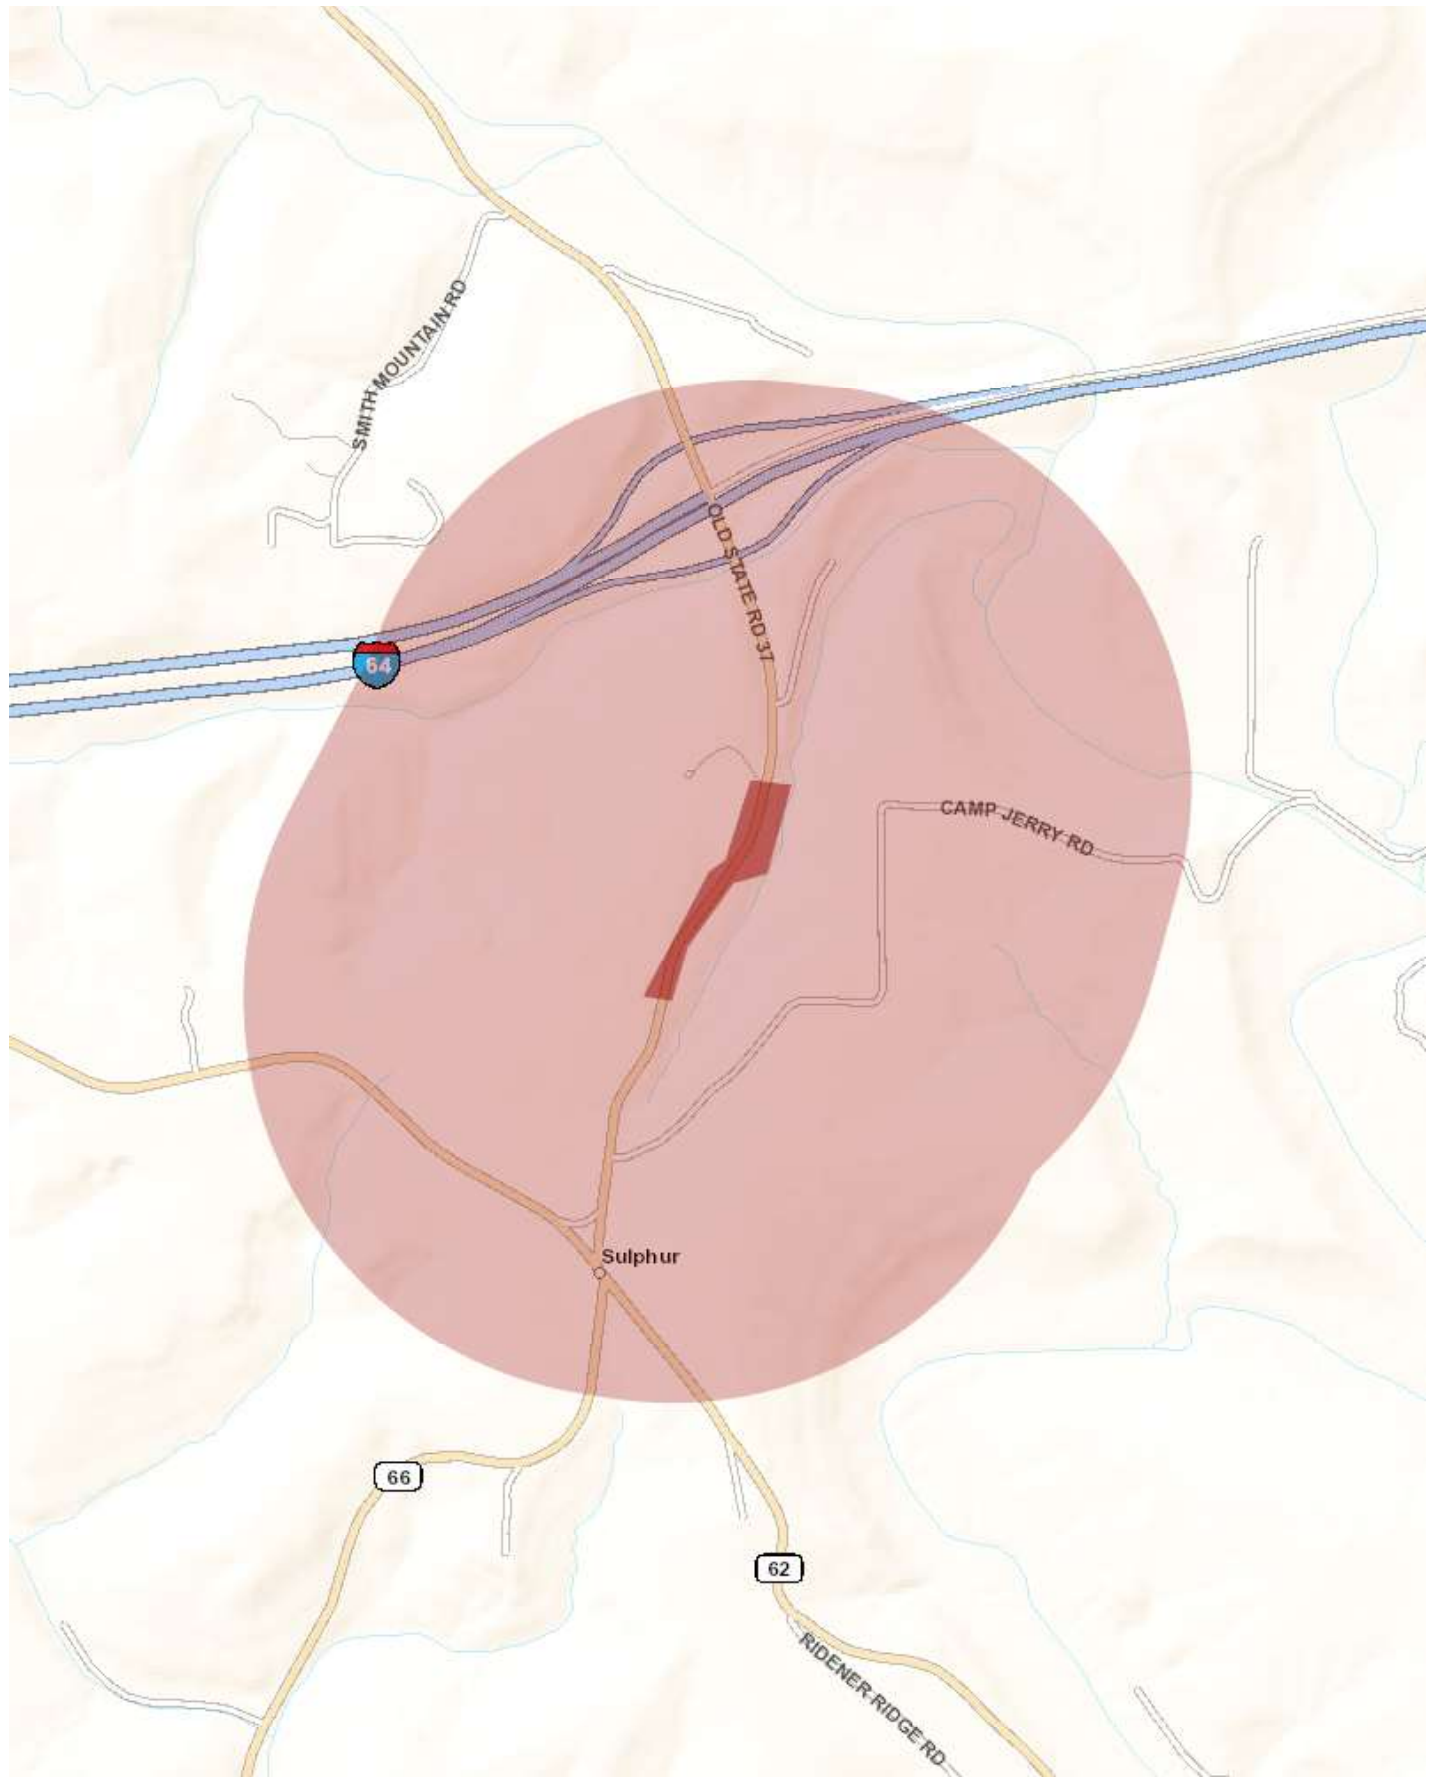 SMITH MOUNTAIN RD
OLD STATE RD 37
64
CAMP JERRY RD
Sulphur
66
62
RIDENER RIDGE RD